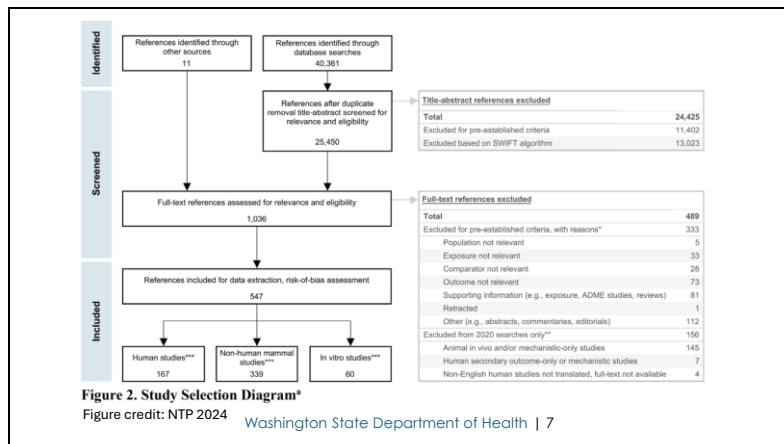 Identified
References identified through
other sources
11
References identified through
database searches
40,361
Screened
References after duplicate
removal title-abstract screened for
relevance and eligibility
25,450
Title-abstract references excluded
Total 24,425
Excluded for pre-established criteria 11,402
Excluded based on SWIFT algorithm 13,023
Full-text references assessed for relevance and eligibility
1,036
Full-text references excluded
Total 489
Excluded for pre-established criteria, with reasons* 333
Population not relevant 5
Exposure not relevant 33
Comparator not relevant 28
Outcome not relevant 73
Supporting information (e.g., exposure, ADME studies, reviews) 81
Retracted 1
Other (e.g., abstracts, commentaries, editorials) 112
Excluded from 2020 searches only** 156
Animal in vivo and/or mechanistic-only studies 145
Human secondary outcome-only or mechanistic studies 7
Non-English human studies not translated, full-text not available 4
Included
References included for data extraction, risk-of-bias assessment
547
Human studies***
167
Non-human mammal
studies***
339
In vitro studies***
60
Figure 2. Study Selection Diagramª
Figure credit: NTP 2024
Washington State Department of Health | 7